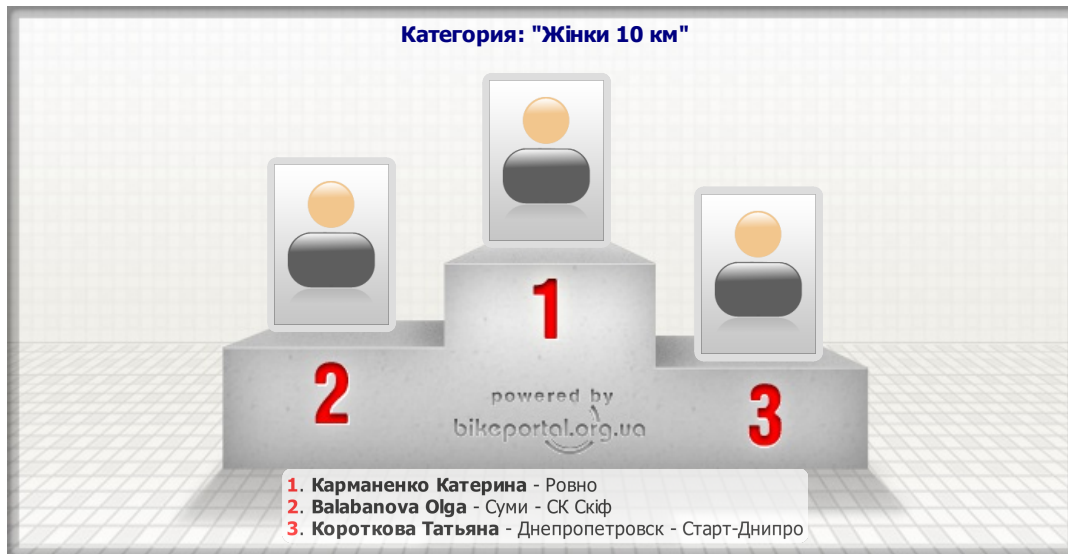 Категория: "Жінки 10 км"
1
2
3
powered by
bikeportal.org.ua
1. Карманенко Катерина - Ровно
2. Balabanova Olga - Суми - СК Скіф
3. Короткова Татьяна - Днепропетровск - Старт-Днипро